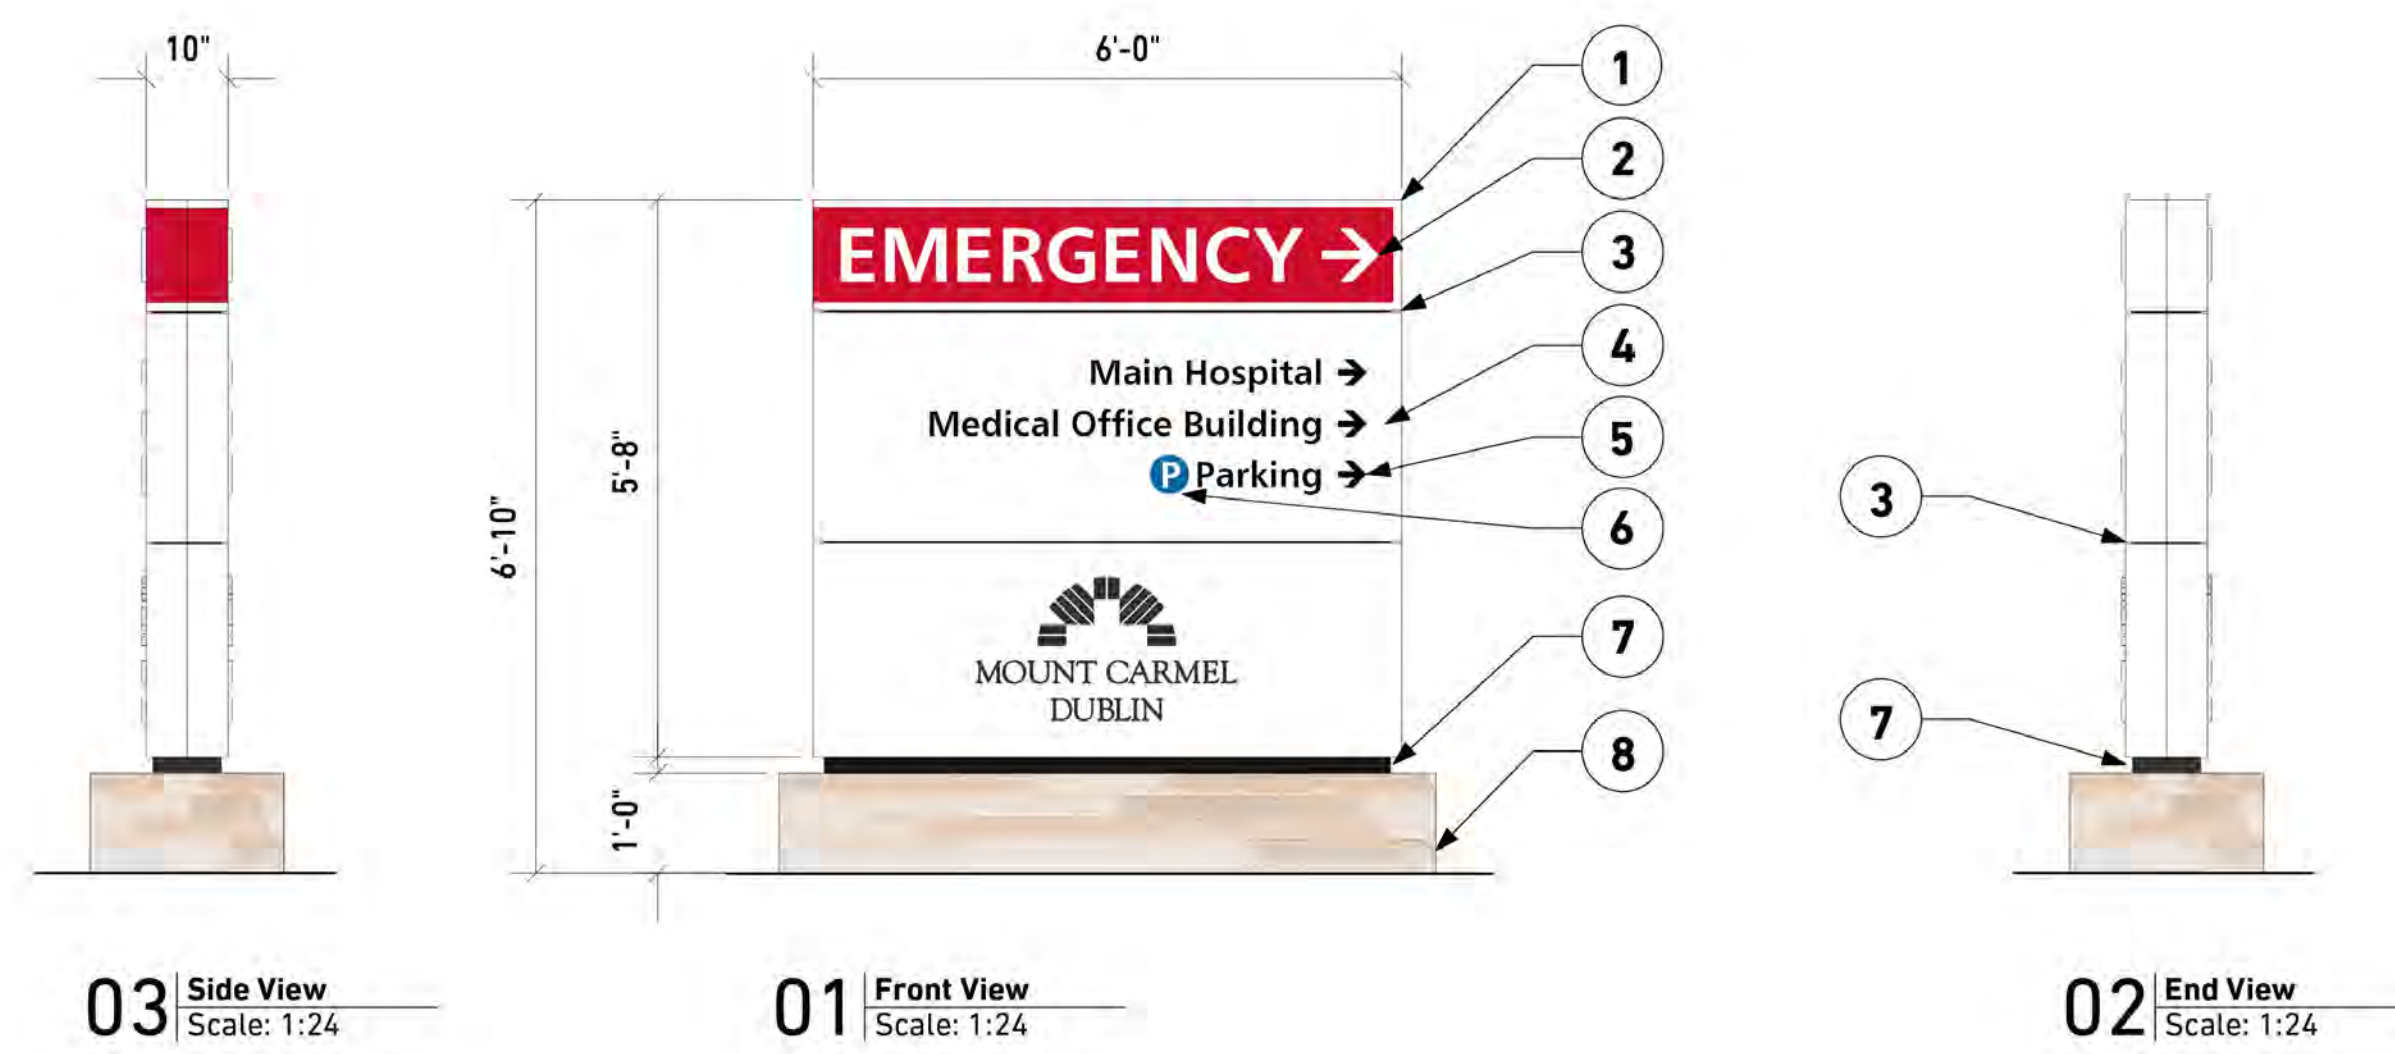 10"
6'-0"
1
2
EMERGENCY →
3
Main Hospital →
4
Medical Office Building →
5
P Parking →
5'-8"
6'-10"
6
3
MOUNT CARMEL
DUBLIN
7
7
8
1'-0"
03 Side View
Scale: 1:24
01 Front View
Scale: 1:24
02 End View
Scale: 1:24